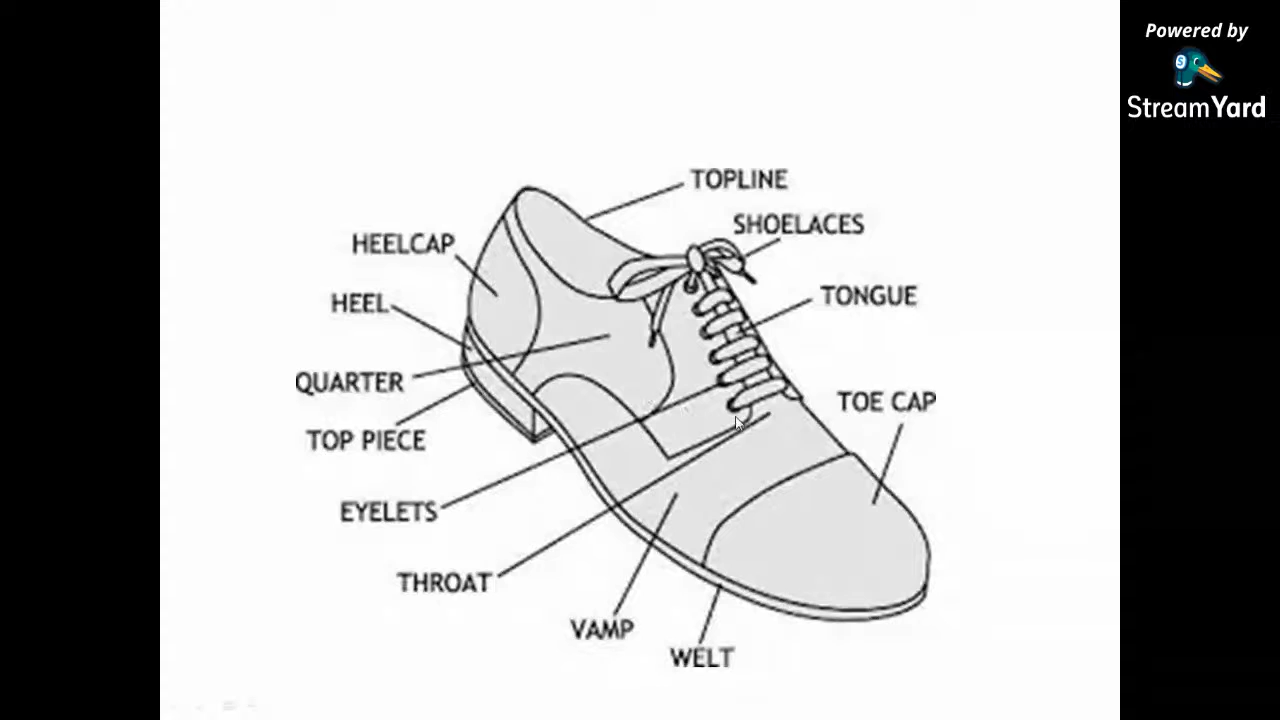 Powered by
StreamYard
TOPLINE
SHOELACES
HEELCAP
TONGUE
HEEL
QUARTER
TOE CAP
TOP PIECE
EYELETS
THROAT
VAMP
WELT